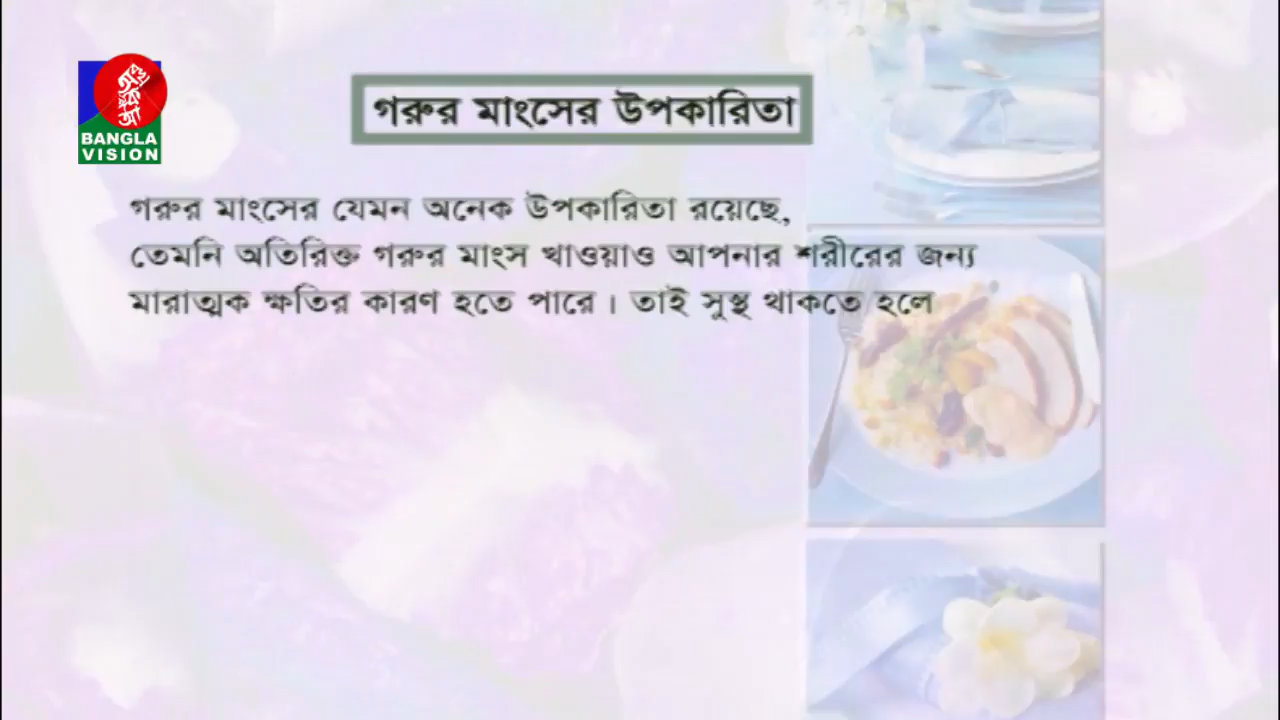 BANGLA
VISION
গরুর মাংসের উপকারিতা
গরুর মাংসের যেমন অনেক উপকারিতা রয়েছে,
তেমনি অতিরিক্ত গরুর মাংস খাওয়াও আপনার শরীরের জন্য
মারাত্মক ক্ষতির কারণ হতে পারে । তাই সুস্থ থাকতে হলে